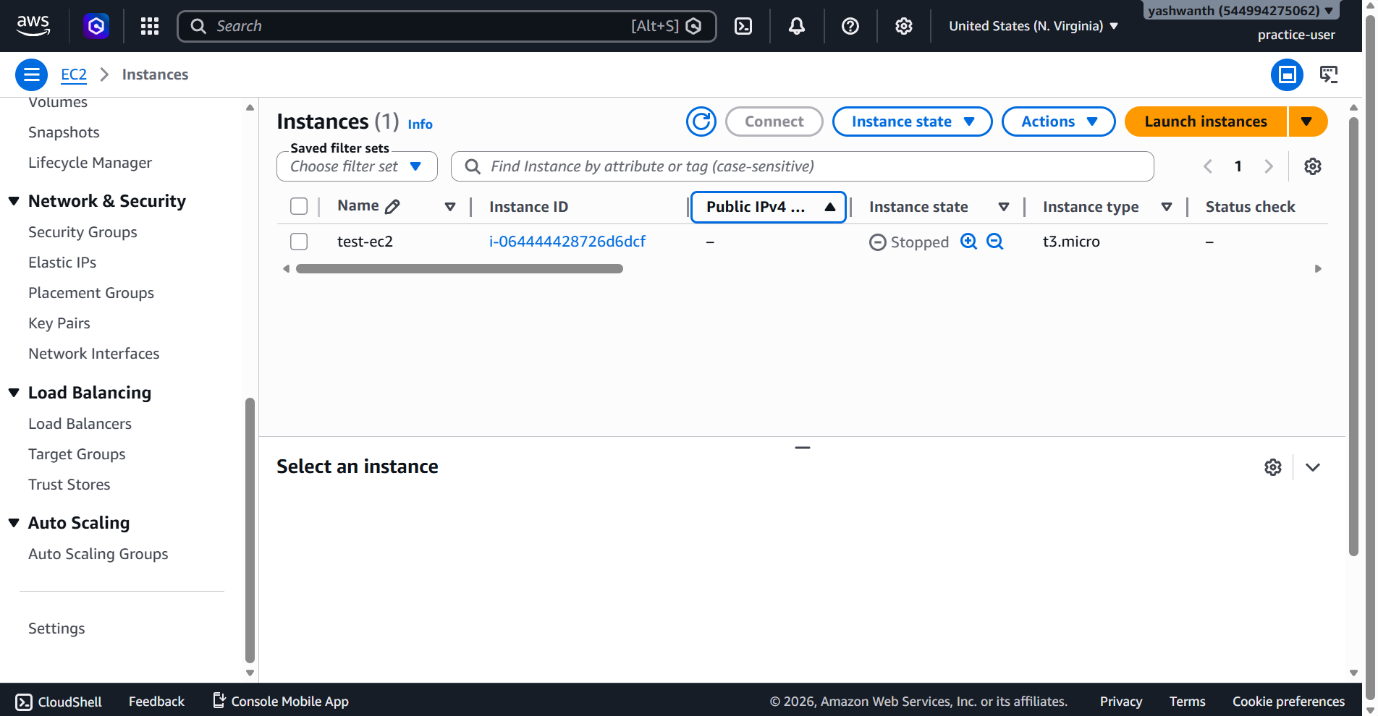 aws
Search [Alt+S]
United States (N. Virginia)
yashwanth (544994275062)
practice-user
EC2 Instances
Volumes
Snapshots
Lifecycle Manager
Network & Security
Security Groups
Elastic IPs
Placement Groups
Key Pairs
Network Interfaces
Load Balancing
Load Balancers
Target Groups
Trust Stores
Auto Scaling
Auto Scaling Groups
Settings
Instances (1) Info
Connect
Instance state
Actions
Launch instances
Saved filter sets
Choose filter set
Find Instance by attribute or tag (case-sensitive)
1
Name Instance ID Public IPv4 ... Instance state Instance type Status check
test-ec2 i-064444428726d6dcf – Stopped t3.micro –
Select an instance
CloudShell Feedback Console Mobile App © 2026, Amazon Web Services, Inc. or its affiliates. Privacy Terms Cookie preferences